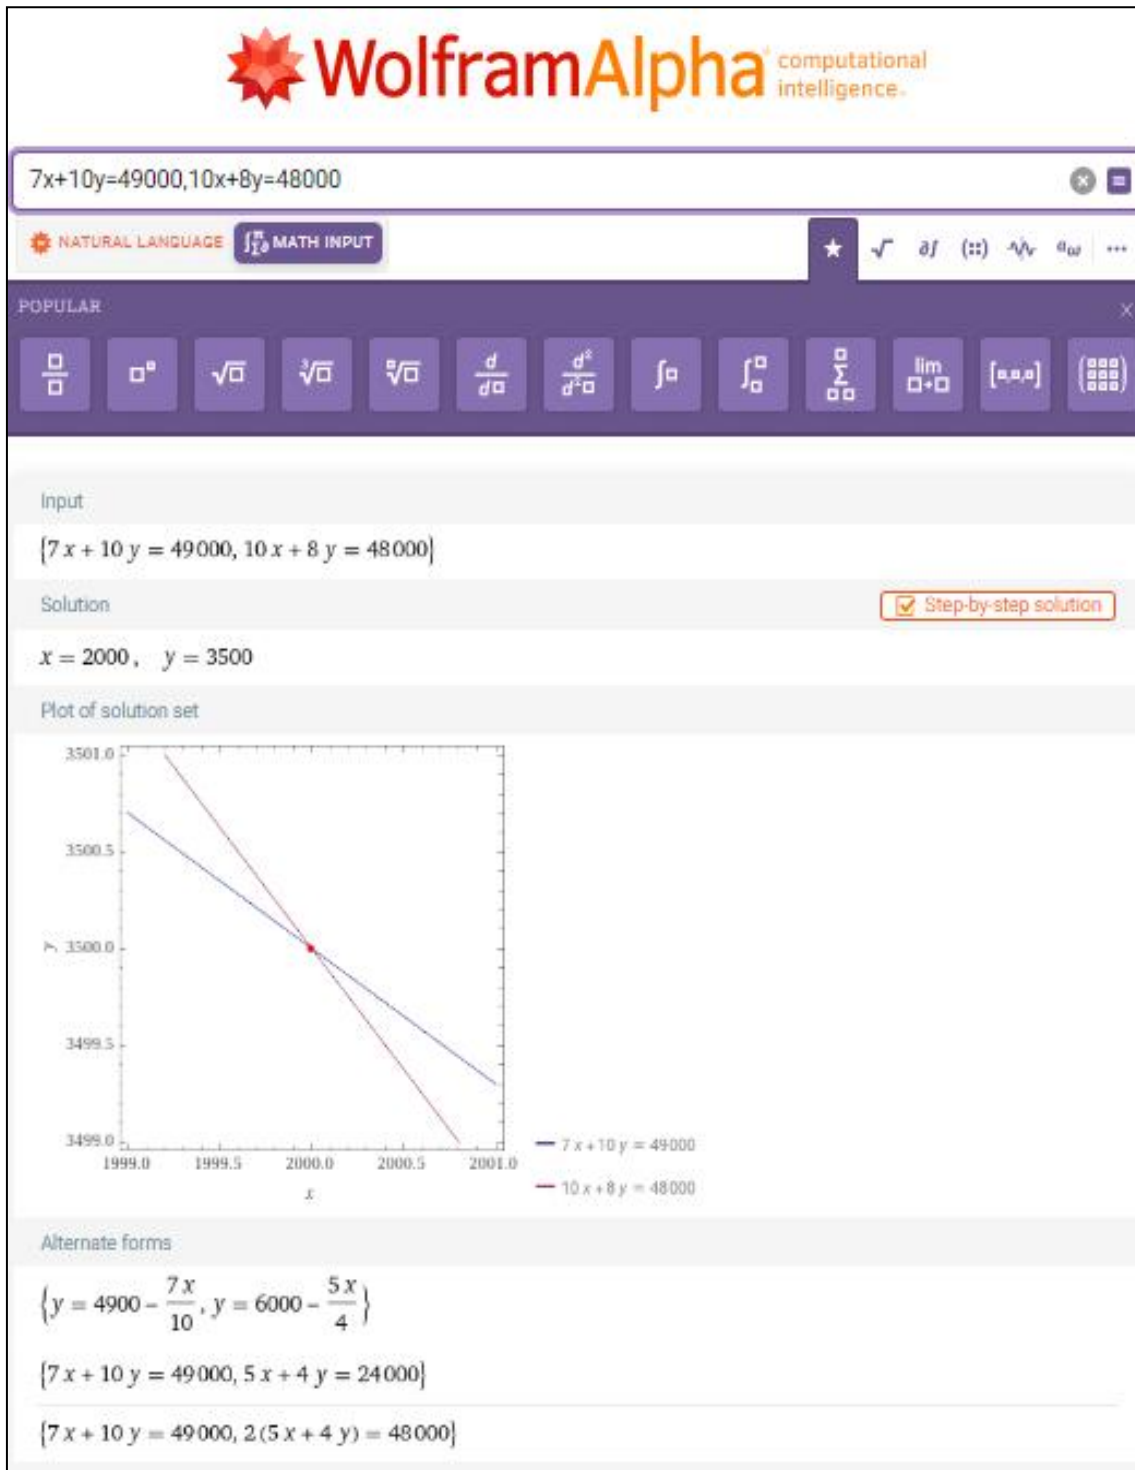 WolframAlpha computational intelligence.
7x+10y=49000,10x+8y=48000
NATURAL LANGUAGE MATH INPUT
POPULAR
d/d□ d²/d²□ ∫□ Σ lim
Input
{7 x + 10 y = 49000, 10 x + 8 y = 48000}
Solution Step-by-step solution
x = 2000, y = 3500
Plot of solution set
3501.0
3500.5
y 3500.0
3499.5
3499.0
1999.0 1999.5 2000.0 2000.5 2001.0
x
7 x + 10 y = 49000
10 x + 8 y = 48000
Alternate forms
{y = 4900 − 7 x/10, y = 6000 − 5 x/4}
{7 x + 10 y = 49000, 5 x + 4 y = 24000}
{7 x + 10 y = 49000, 2 (5 x + 4 y) = 48000}